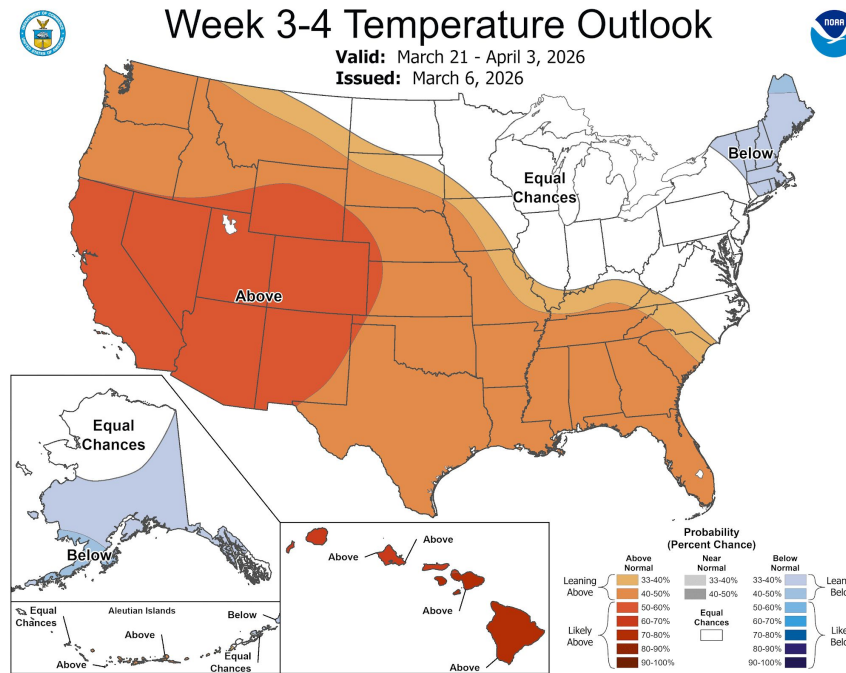 Week 3-4 Temperature Outlook
Valid: March 21 - April 3, 2026
Issued: March 6, 2026
NOAA
Below
Equal
Chances
Above
Equal
Chances
Below
Aleutian Islands
Equal
Chances
Above
Above
Below
Equal
Chances
Above
Above
Above
Above
Probability
(Percent Chance)
Above
Normal
Near
Normal
Below
Normal
Leaning
Above
33-40%
40-50%
Likely
Above
50-60%
60-70%
70-80%
80-90%
90-100%
33-40%
40-50%
Equal
Chances
33-40%
40-50%
50-60%
60-70%
70-80%
80-90%
90-100%
Lean
Belo
Like
Belo